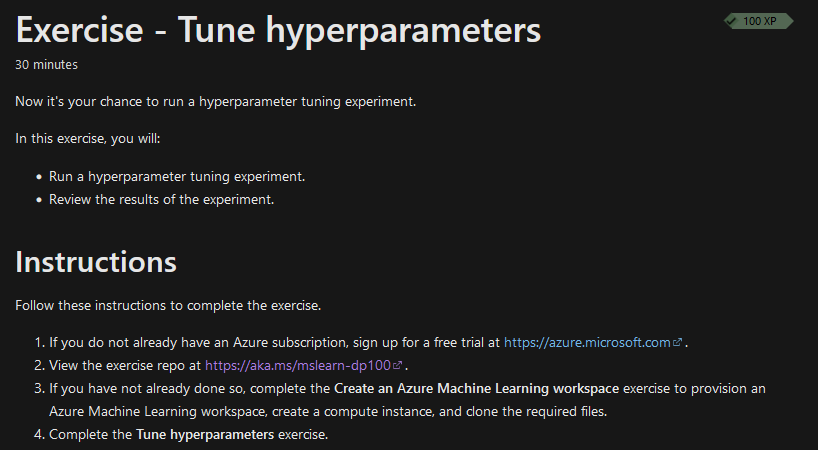 Exercise - Tune hyperparameters
100 XP
30 minutes
Now it's your chance to run a hyperparameter tuning experiment.
In this exercise, you will:
• Run a hyperparameter tuning experiment.
• Review the results of the experiment.
Instructions
Follow these instructions to complete the exercise.
1. If you do not already have an Azure subscription, sign up for a free trial at https://azure.microsoft.com .
2. View the exercise repo at https://aka.ms/mslearn-dp100 .
3. If you have not already done so, complete the Create an Azure Machine Learning workspace exercise to provision an
Azure Machine Learning workspace, create a compute instance, and clone the required files.
4. Complete the Tune hyperparameters exercise.